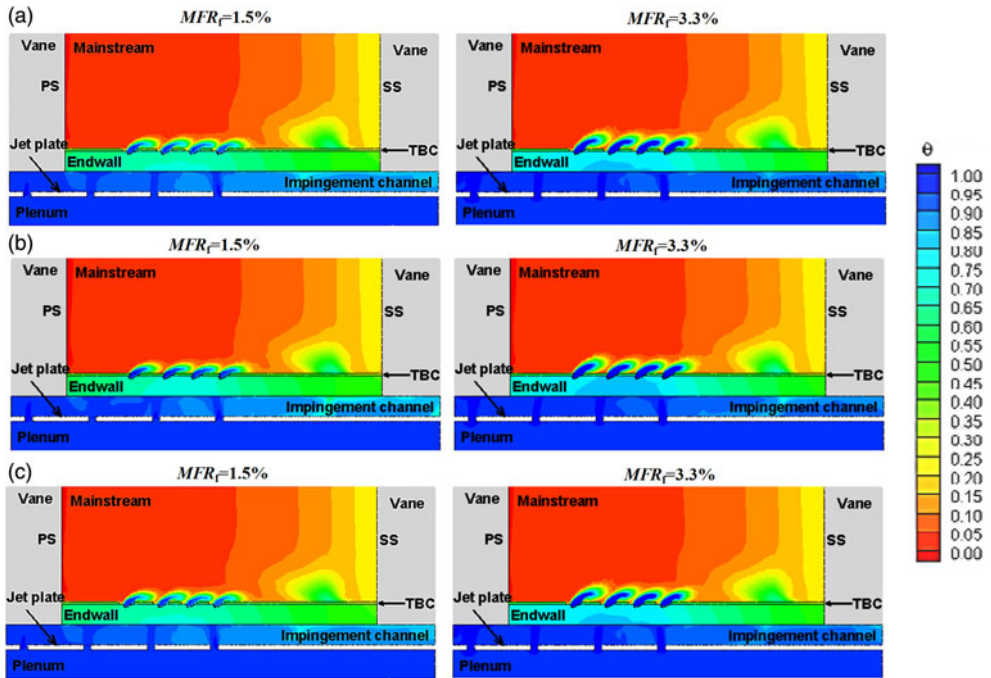 (a)
MFRf=1.5%
MFRf=3.3%
Vane
Mainstream
Vane
Vane
Mainstream
Vane
PS
SS
PS
SS
Jet plate
TBC
Jet plate
TBC
Endwall
Endwall
Impingement channel
Impingement channel
Plenum
Plenum
(b)
MFRf=1.5%
MFRf=3.3%
Vane
Mainstream
Vane
Vane
Mainstream
Vane
PS
SS
PS
SS
Jet plate
TBC
Jet plate
TBC
Endwall
Endwall
Impingement channel
Impingement channel
Plenum
Plenum
(c)
MFRf=1.5%
MFRf=3.3%
Vane
Mainstream
Vane
Vane
Mainstream
Vane
PS
SS
PS
SS
Jet plate
TBC
Jet plate
TBC
Endwall
Endwall
Impingement channel
Impingement channel
Plenum
Plenum
θ
1.00
0.95
0.90
0.85
0.80
0.75
0.70
0.65
0.60
0.55
0.50
0.45
0.40
0.35
0.30
0.25
0.20
0.15
0.10
0.05
0.00